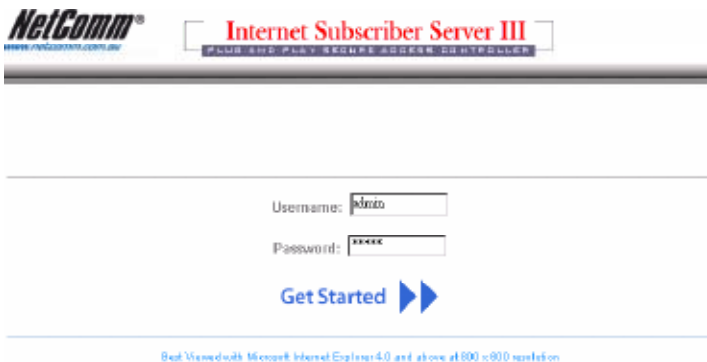 NetComm®
www.netcomm.com.au
Internet Subscriber Server III
PLUG AND PLAY SECURE ACCESS CONTROLLER
Username: admin
Password: *****
Get Started
Best Viewed with Microsoft Internet Explorer 4.0 and above at 800 x 600 resolution